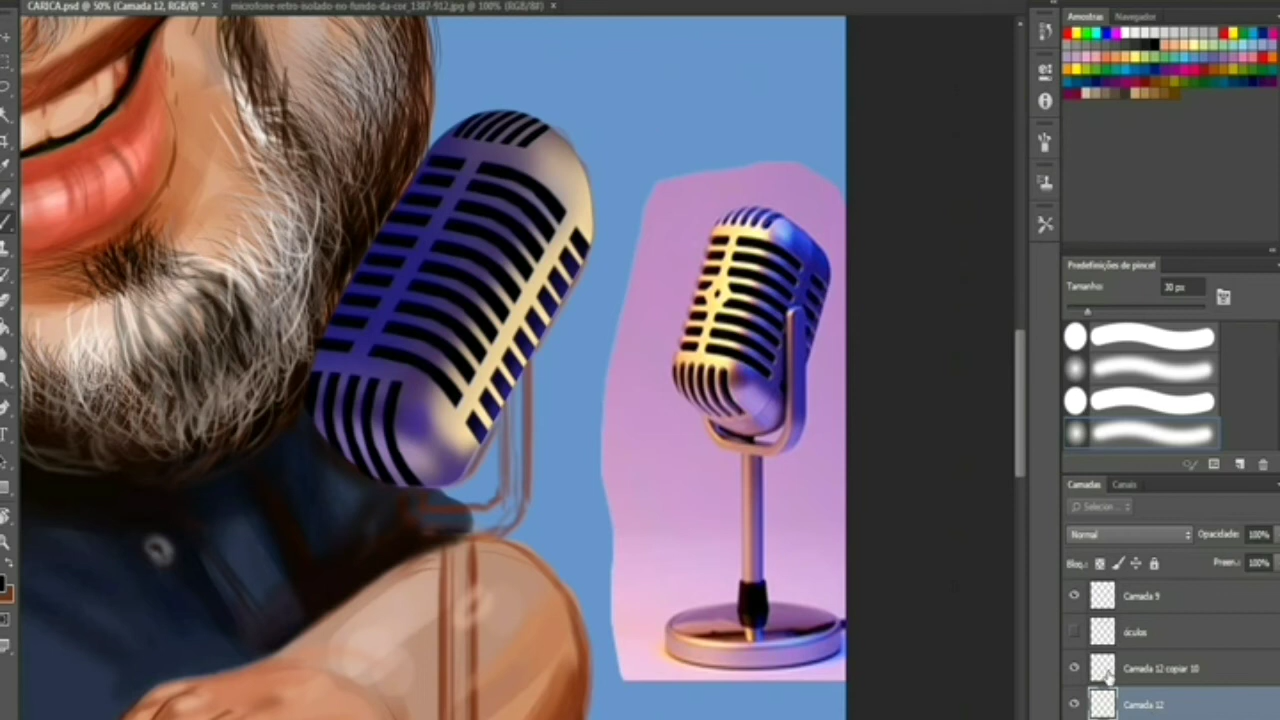 CARICA.psd @ 50% (Camada 12, RGB/8) * ×
microfone-retro-isolado-no-fundo-da-cor_1387-912.jpg @ 100% (RGB/8#) ×
Amostras Navegador
Predefinições de pincel
Tamanho: 30 px
Camadas Canais
Selecion...
Normal Opacidade: 100%
Bloq.: Preen.: 100%
Camada 9
óculos
Camada 12 copiar 10
Camada 12